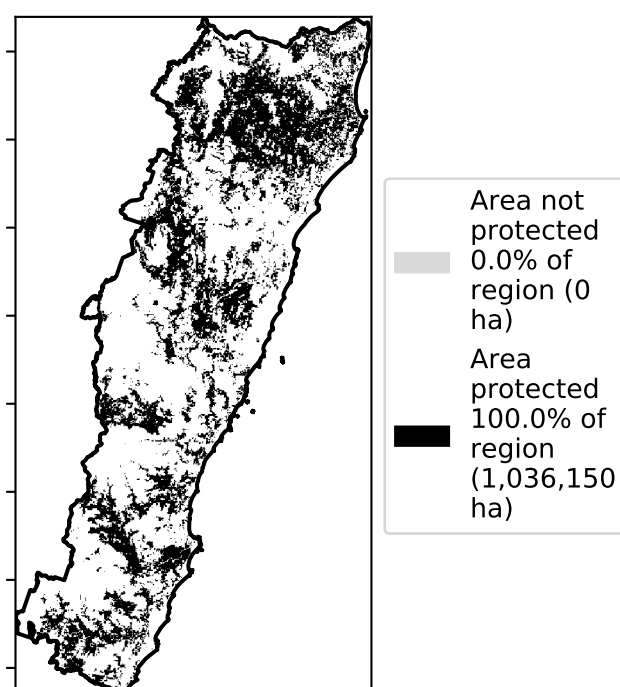 Area not
protected
0.0% of
region (0
ha)
Area
protected
100.0% of
region
(1,036,150
ha)